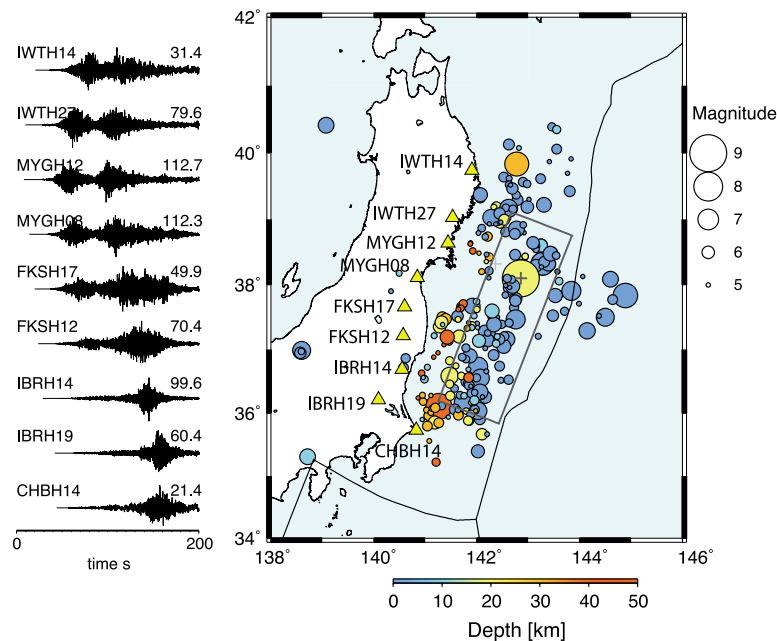 IWTH14 31.4
IWTH27 79.6
MYGH12 112.7
MYGH08 112.3
FKSH17 49.9
FKSH12 70.4
IBRH14 99.6
IBRH19 60.4
CHBH14 21.4
0 200
time s
42°
40°
38°
36°
34°
138° 140° 142° 144° 146°
IWTH14
IWTH27
MYGH12
MYGH08
FKSH17
FKSH12
IBRH14
IBRH19
CHBH14
Magnitude
9
8
7
6
5
0 10 20 30 40 50
Depth [km]